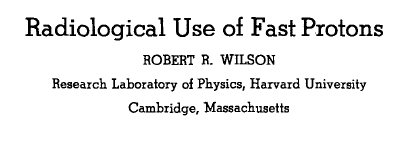 Radiological Use of Fast Protons
ROBERT R. WILSON
Research Laboratory of Physics, Harvard University
Cambridge, Massachusetts